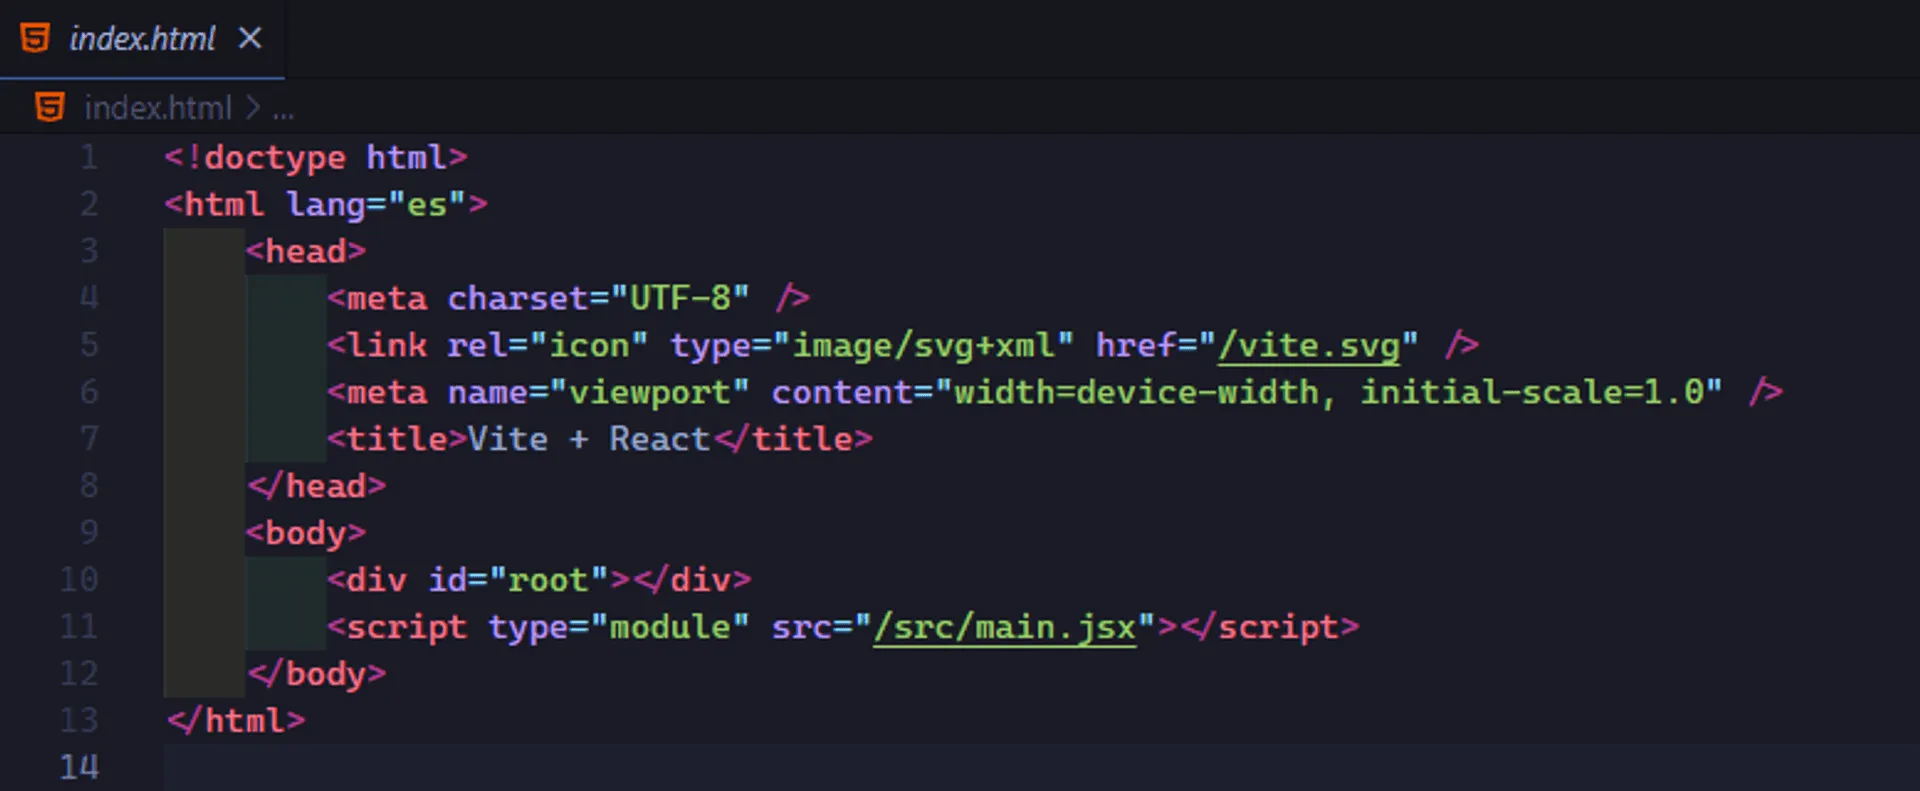 index.html
index.html > ...
1 <!doctype html>
2 <html lang="es">
3 <head>
4 <meta charset="UTF-8" />
5 <link rel="icon" type="image/svg+xml" href="/vite.svg" />
6 <meta name="viewport" content="width=device-width, initial-scale=1.0" />
7 <title>Vite + React</title>
8 </head>
9 <body>
10 <div id="root"></div>
11 <script type="module" src="/src/main.jsx"></script>
12 </body>
13 </html>
14